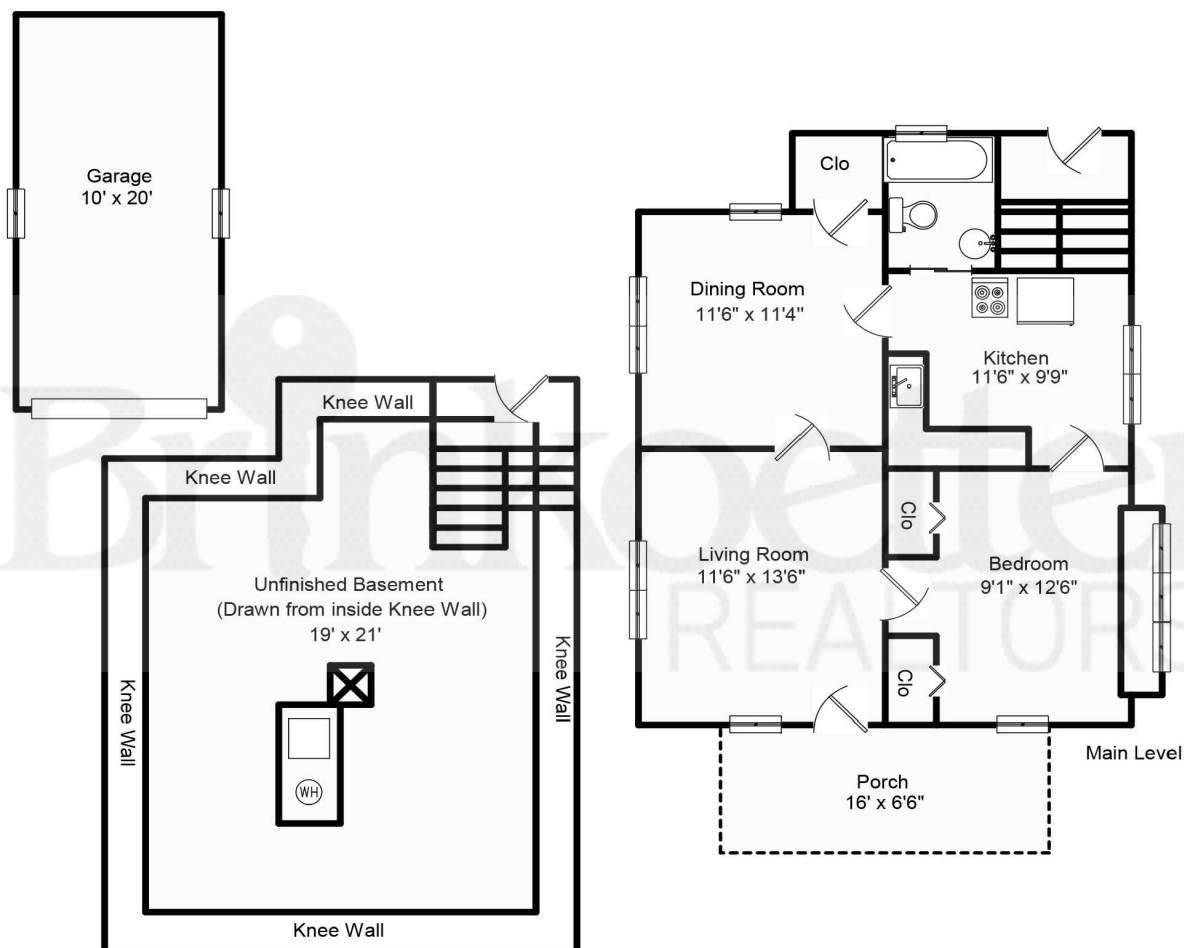 Garage
10' x 20'
Knee Wall
Knee Wall
Unfinished Basement
(Drawn from inside Knee Wall)
19' x 21'
Knee Wall
Knee Wall
WH
Knee Wall
Clo
Dining Room
11'6" x 11'4"
Kitchen
11'6" x 9'9"
Living Room
11'6" x 13'6"
Clo
Bedroom
9'1" x 12'6"
Clo
Main Level
Porch
16' x 6'6"
Brinkoetter
REALTORS